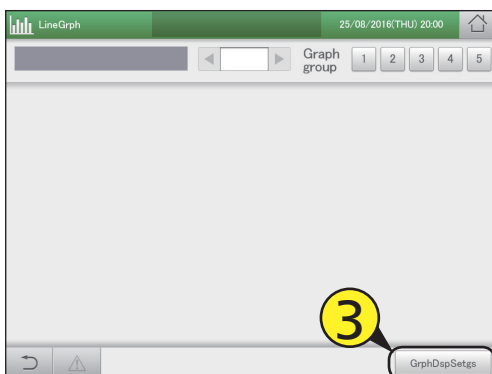 LineGrph
25/08/2016(THU) 20:00
Graph
group
1 2 3 4 5
3
GrphDspSetgs